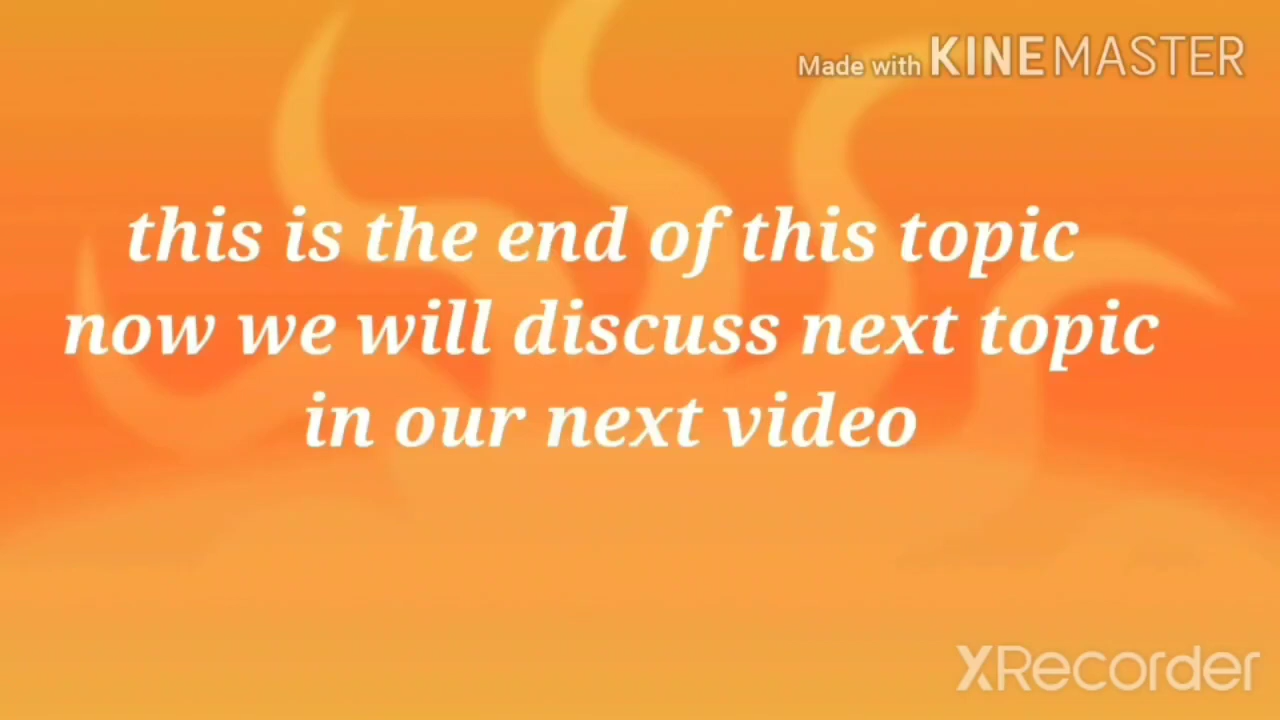 Made with KINEMASTER
this is the end of this topic
now we will discuss next topic
in our next video
XRecorder